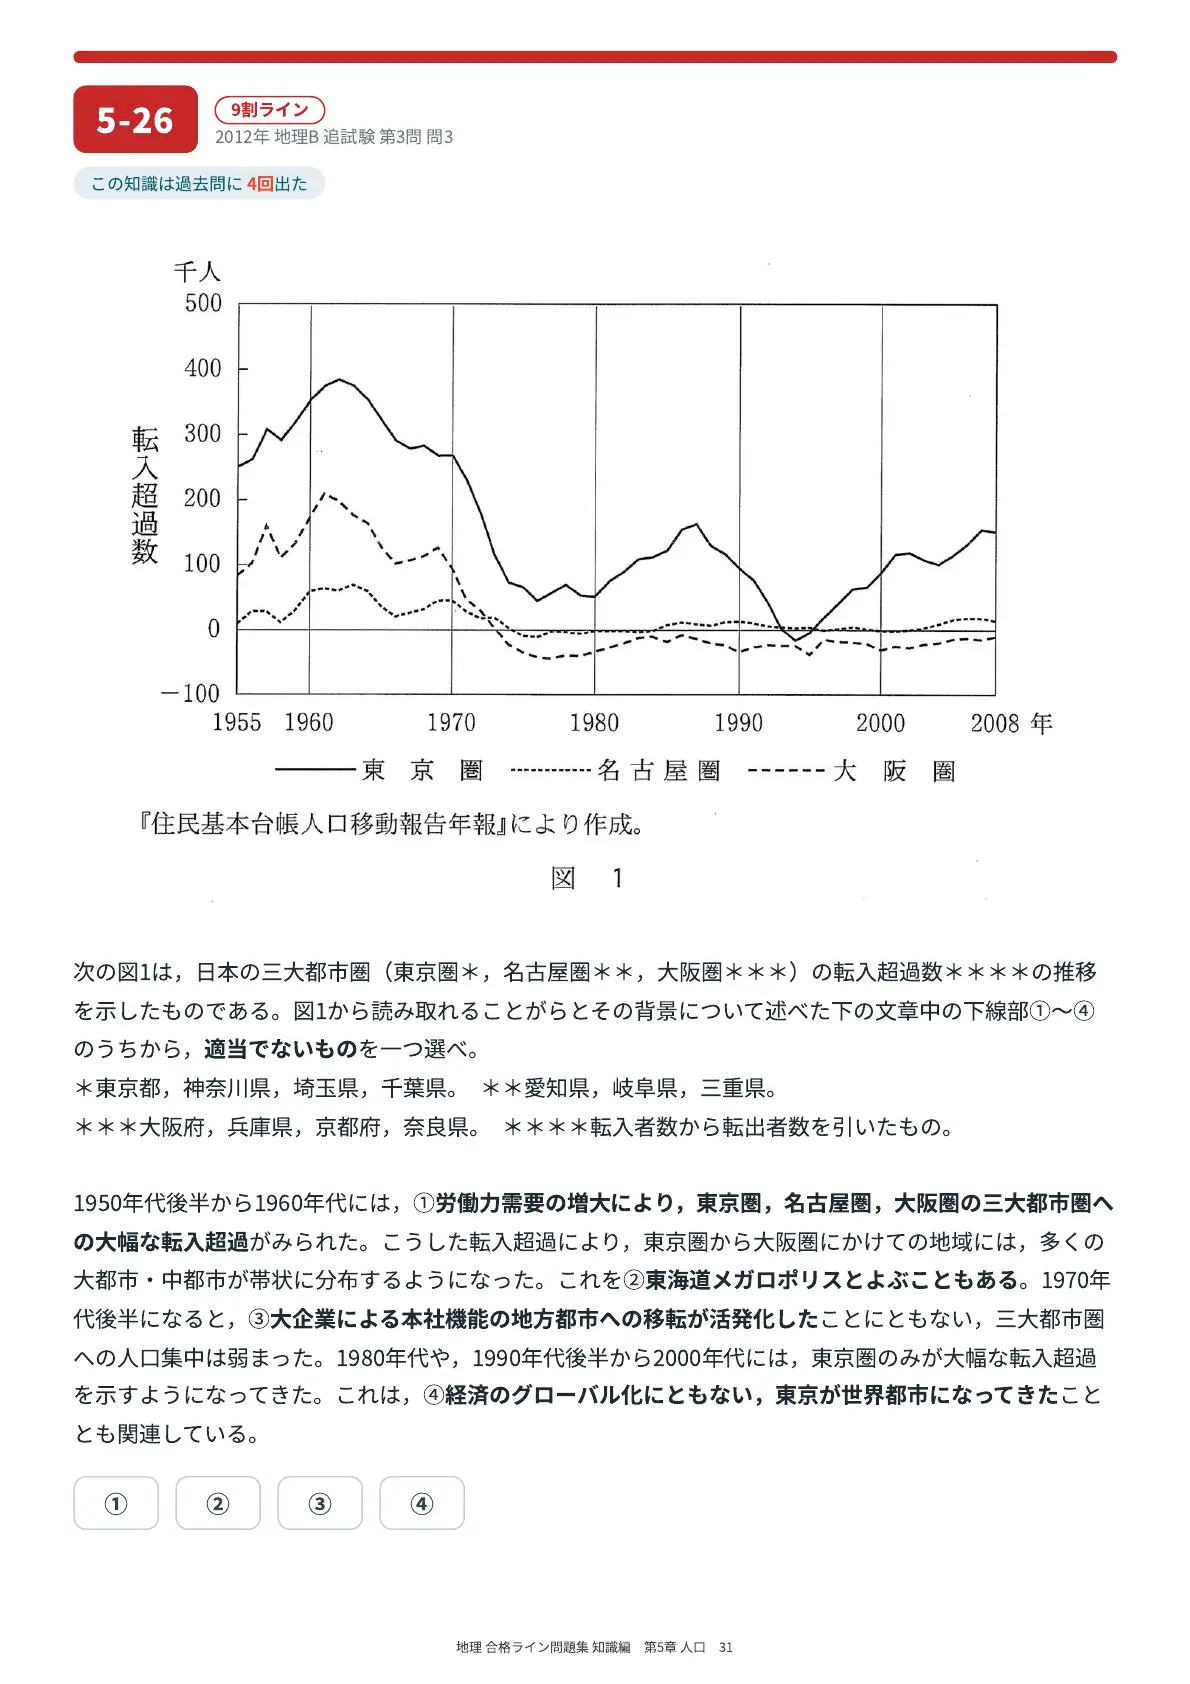 5-26
9割ライン
2012年 地理B 追試験 第3問 問3
この知識は過去問に 4回出た
千人
500
400
300
200
100
0
－100
転入超過数
1955 1960 1970 1980 1990 2000 2008 年
東京圏 名古屋圏 大阪圏
『住民基本台帳人口移動報告年報』により作成。
図 1
次の図1は，日本の三大都市圏（東京圏＊，名古屋圏＊＊，大阪圏＊＊＊）の転入超過数＊＊＊＊の推移
を示したものである。図1から読み取れることがらとその背景について述べた下の文章中の下線部①～④
のうちから，適当でないものを一つ選べ。
＊東京都，神奈川県，埼玉県，千葉県。 ＊＊愛知県，岐阜県，三重県。
＊＊＊大阪府，兵庫県，京都府，奈良県。 ＊＊＊＊転入者数から転出者数を引いたもの。
1950年代後半から1960年代には，①労働力需要の増大により，東京圏，名古屋圏，大阪圏の三大都市圏へ
の大幅な転入超過がみられた。こうした転入超過により，東京圏から大阪圏にかけての地域には，多くの
大都市・中都市が帯状に分布するようになった。これを②東海道メガロポリスとよぶこともある。1970年
代後半になると，③大企業による本社機能の地方都市への移転が活発化したことにともない，三大都市圏
への人口集中は弱まった。1980年代や，1990年代後半から2000年代には，東京圏のみが大幅な転入超過
を示すようになってきた。これは，④経済のグローバル化にともない，東京が世界都市になってきたこと
とも関連している。
① ② ③ ④
地理 合格ライン問題集 知識編 第5章 人口 31